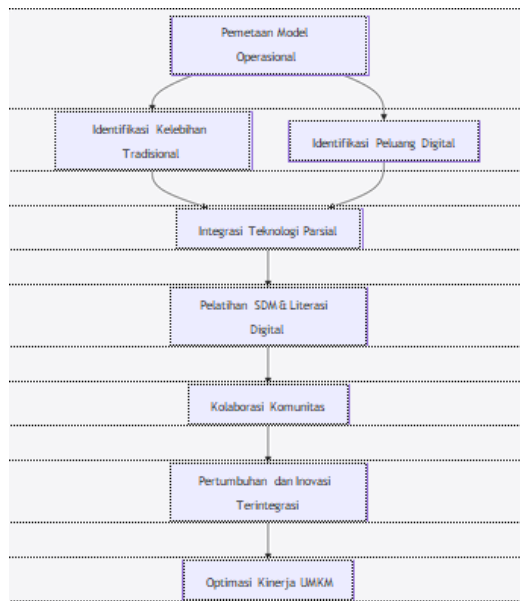 Pemetaan Model
Operasional
Identifikasi Kelebihan
Tradisional
Identifikasi Peluang Digital
Integrasi Teknologi Parsial
Pelatihan SDM & Literasi
Digital
Kolaborasi Komunitas
Pertumbuhan dan Inovasi
Terintegrasi
Optimasi Kinerja UMKM